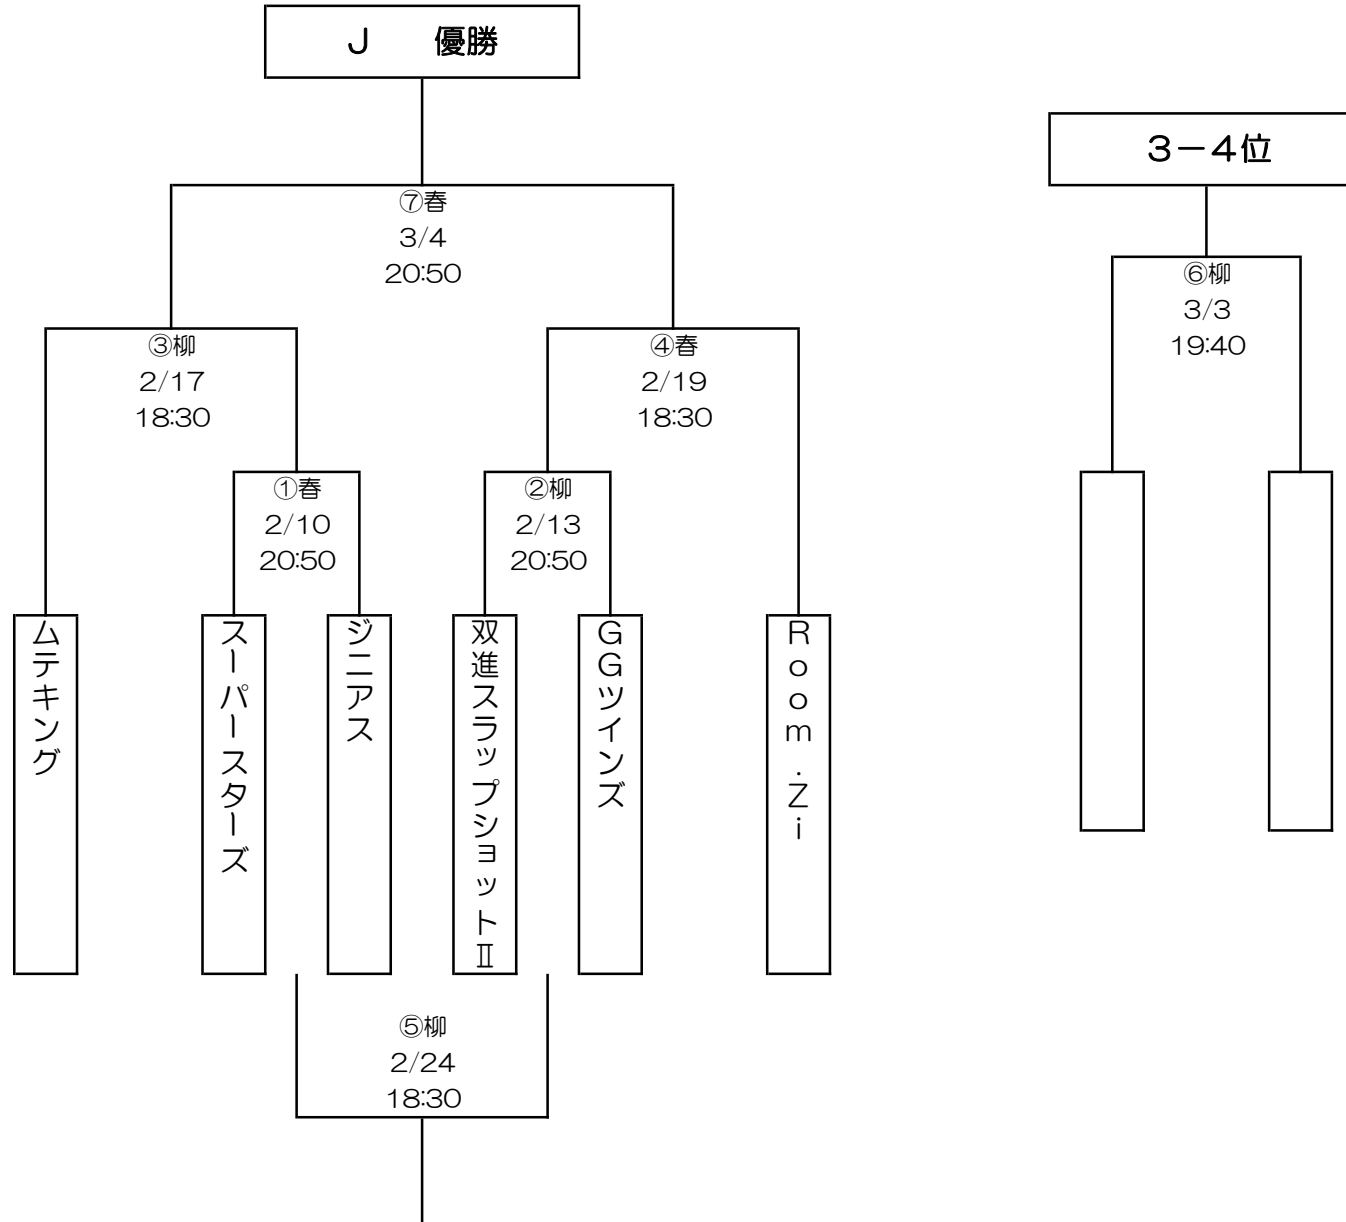 J 優勝
3－4位
⑦春
3/4
20:50
⑥柳
3/3
19:40
③柳
2/17
18:30
④春
2/19
18:30
①春
2/10
20:50
②柳
2/13
20:50
ムテキング
スーパースターズ
ジニアス
双進スラップショットⅡ
GGツインズ
Room.Zi
⑤柳
2/24
18:30